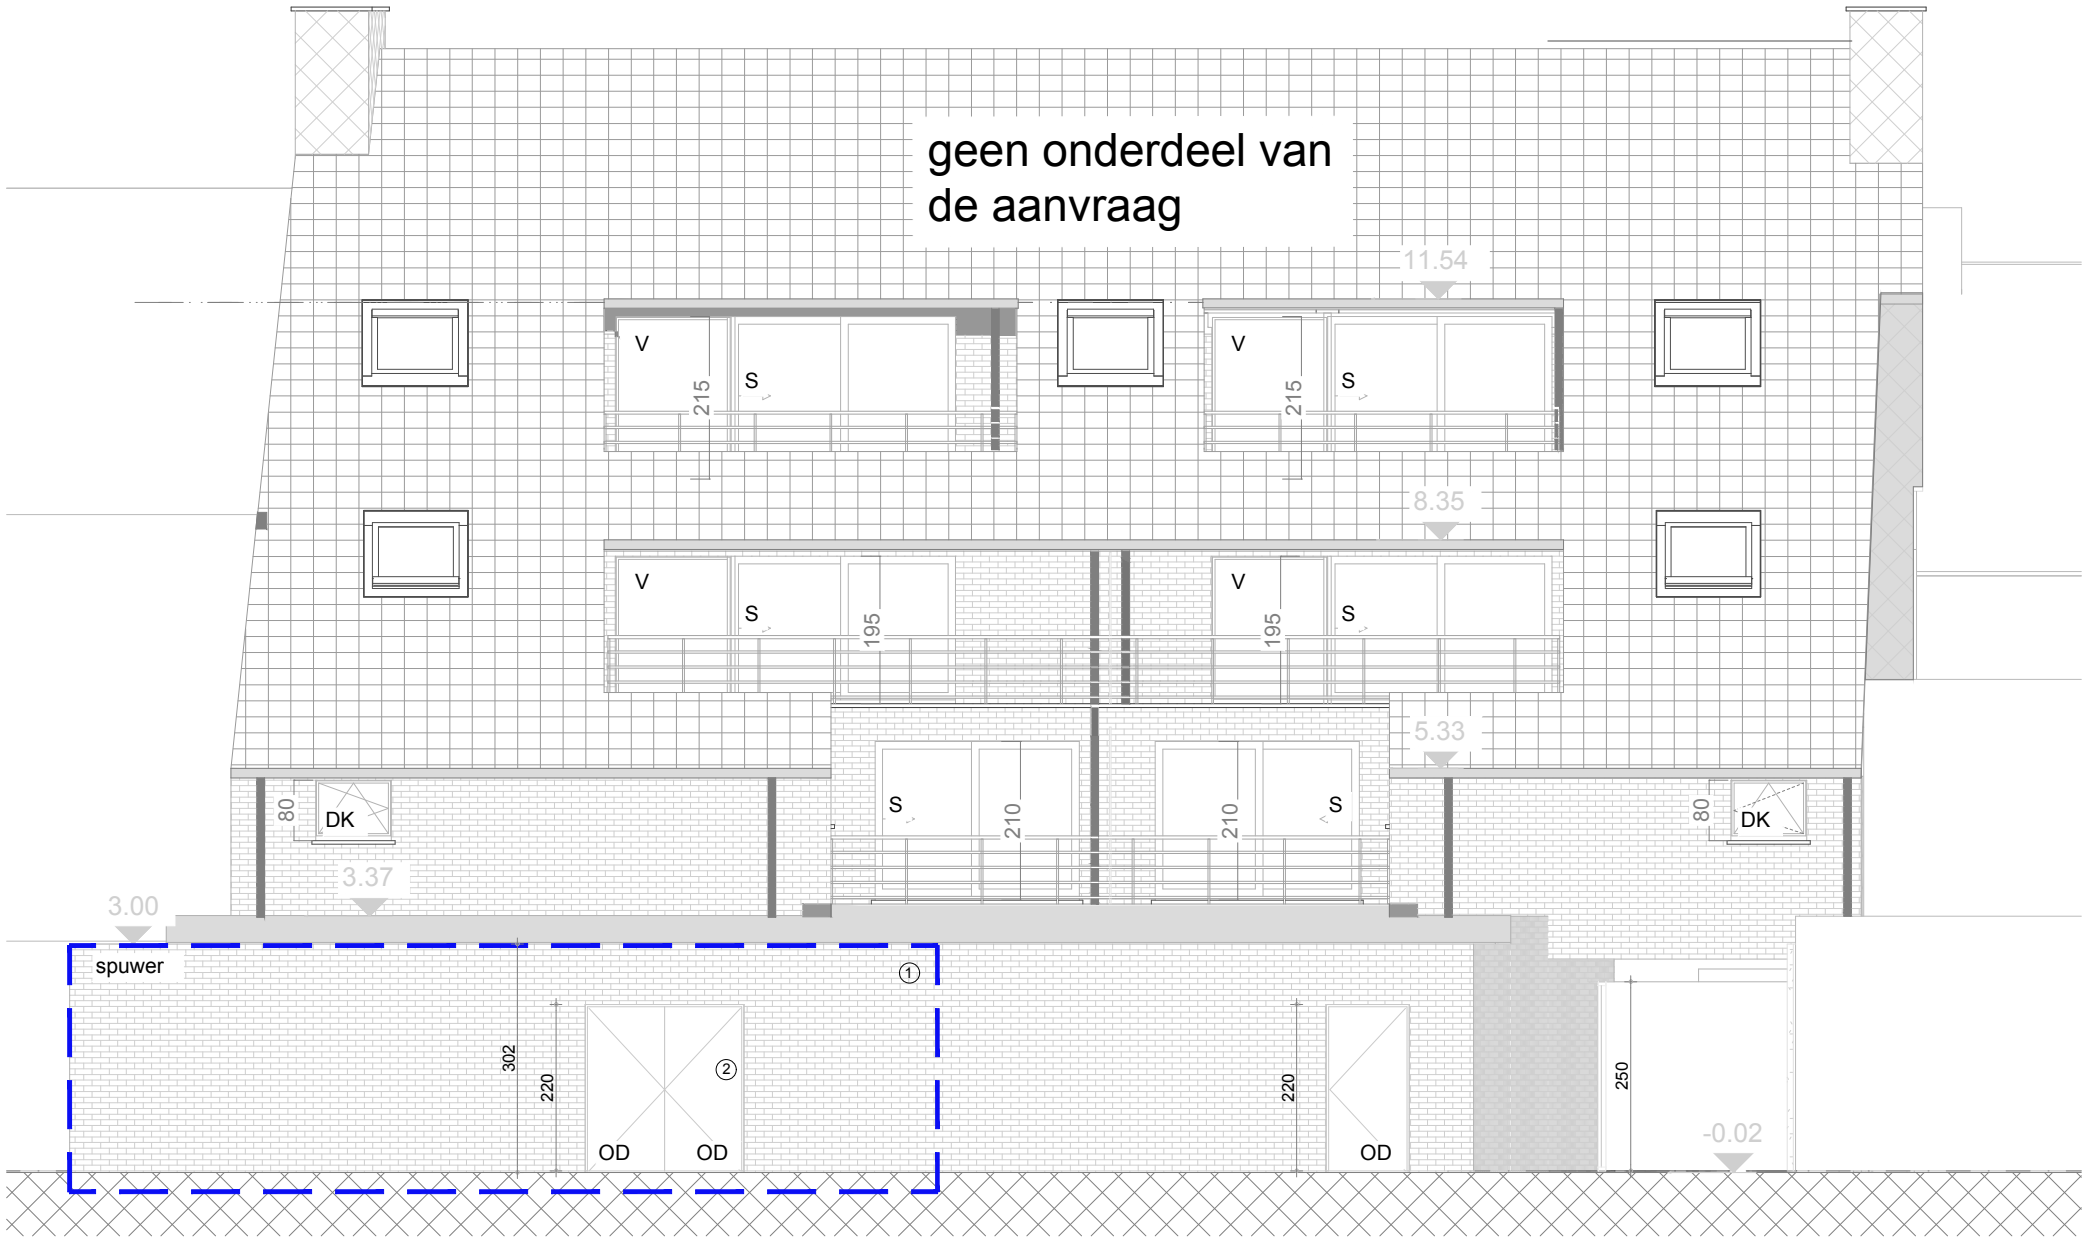 geen onderdeel van
de aanvraag
11.54
V
S
215
V
S
215
8.35
V
S
195
V
S
195
5.33
80
DK
S
210
210
S
80
DK
3.37
3.00
spuwer
1
302
220
2
OD
OD
220
OD
250
-0.02